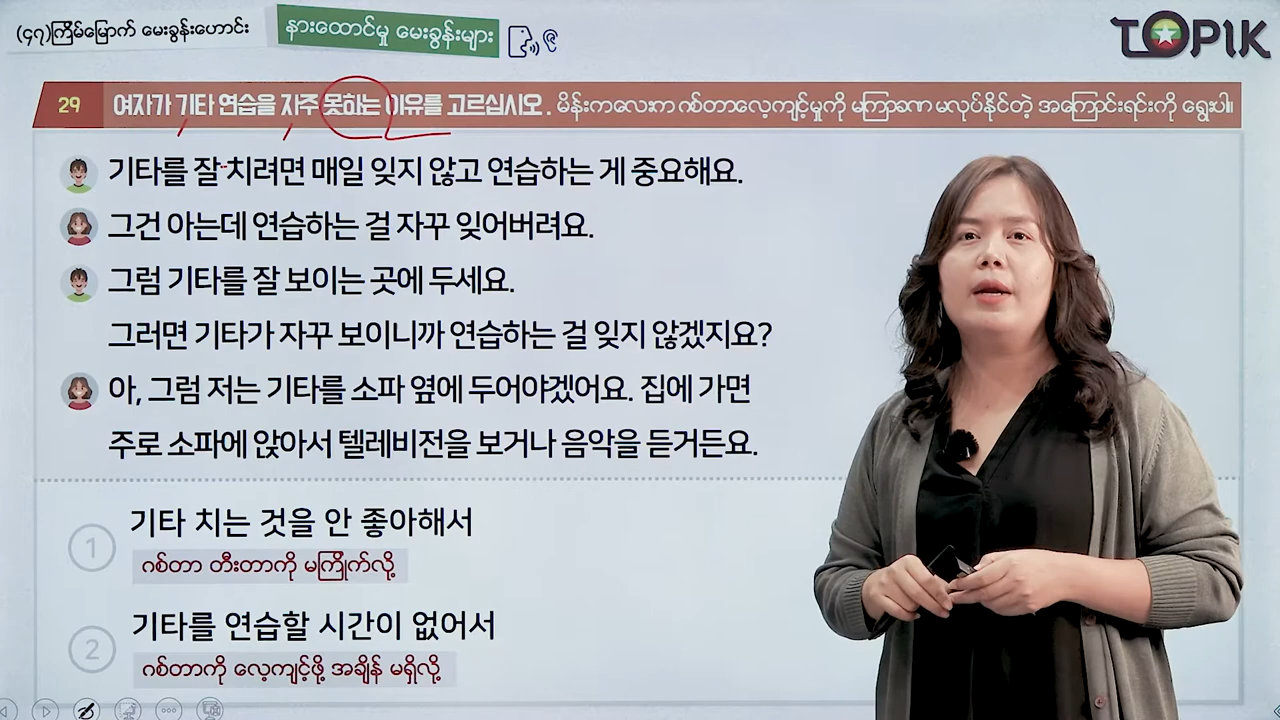 (၄၇)ကြိမ်မြောက် မေးခွန်းဟောင်း
နားထောင်မှု မေးခွန်းများ
TOPIK
29 여자가 기타 연습을 자주 못하는 이유를 고르십시오. မိန်းကလေးက ဂစ်တာလေ့ကျင့်မှုကို မကြာခဏ မလုပ်နိုင်တဲ့ အကြောင်းရင်းကို ရွေးပါ။
기타를 잘 치려면 매일 잊지 않고 연습하는 게 중요해요.
그건 아는데 연습하는 걸 자꾸 잊어버려요.
그럼 기타를 잘 보이는 곳에 두세요.
그러면 기타가 자꾸 보이니까 연습하는 걸 잊지 않겠지요?
아, 그럼 저는 기타를 소파 옆에 두어야겠어요. 집에 가면
주로 소파에 앉아서 텔레비전을 보거나 음악을 듣거든요.
1 기타 치는 것을 안 좋아해서
ဂစ်တာ တီးတာကို မကြိုက်လို့
2 기타를 연습할 시간이 없어서
ဂစ်တာကို လေ့ကျင့်ဖို့ အချိန် မရှိလို့